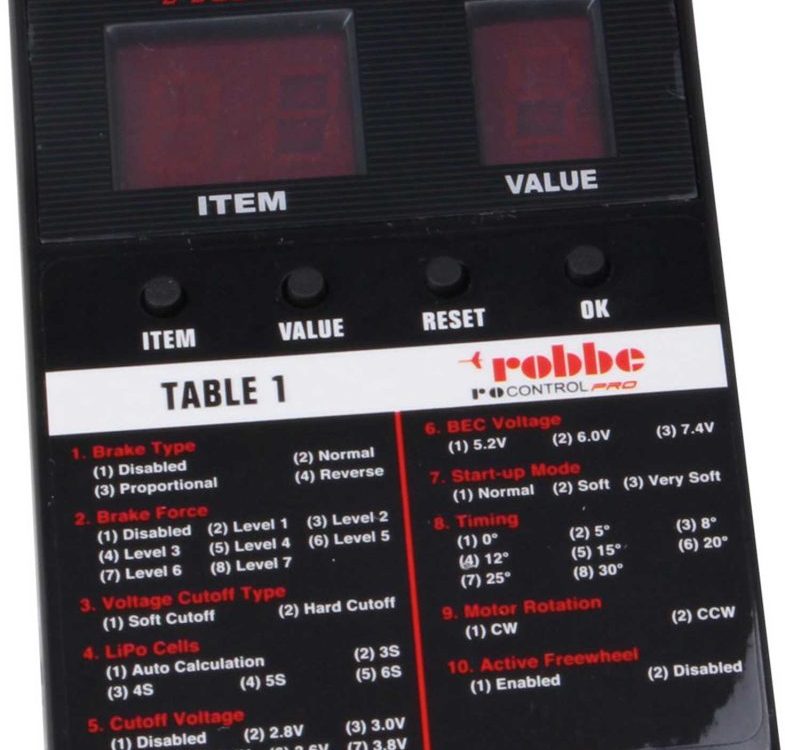 ITEM
VALUE
ITEM VALUE RESET OK
TABLE 1
robbe
roCONTROL PRO
1. Brake Type
(1) Disabled (2) Normal
(3) Proportional (4) Reverse
2. Brake Force
(1) Disabled (2) Level 1 (3) Level 2
(4) Level 3 (5) Level 4 (6) Level 5
(7) Level 6 (8) Level 7
3. Voltage Cutoff Type
(1) Soft Cutoff (2) Hard Cutoff
4. LiPo Cells
(1) Auto Calculation (2) 3S
(3) 4S (4) 5S (5) 6S
5. Cutoff Voltage
(1) Disabled (2) 2.8V (3) 3.0V
(7) 3.8V
6. BEC Voltage
(1) 5.2V (2) 6.0V (3) 7.4V
7. Start-up Mode
(1) Normal (2) Soft (3) Very Soft
8. Timing
(1) 0° (2) 5° (3) 8°
(4) 12° (5) 15° (6) 20°
(7) 25° (8) 30°
9. Motor Rotation
(1) CW (2) CCW
10. Active Freewheel
(1) Enabled (2) Disabled